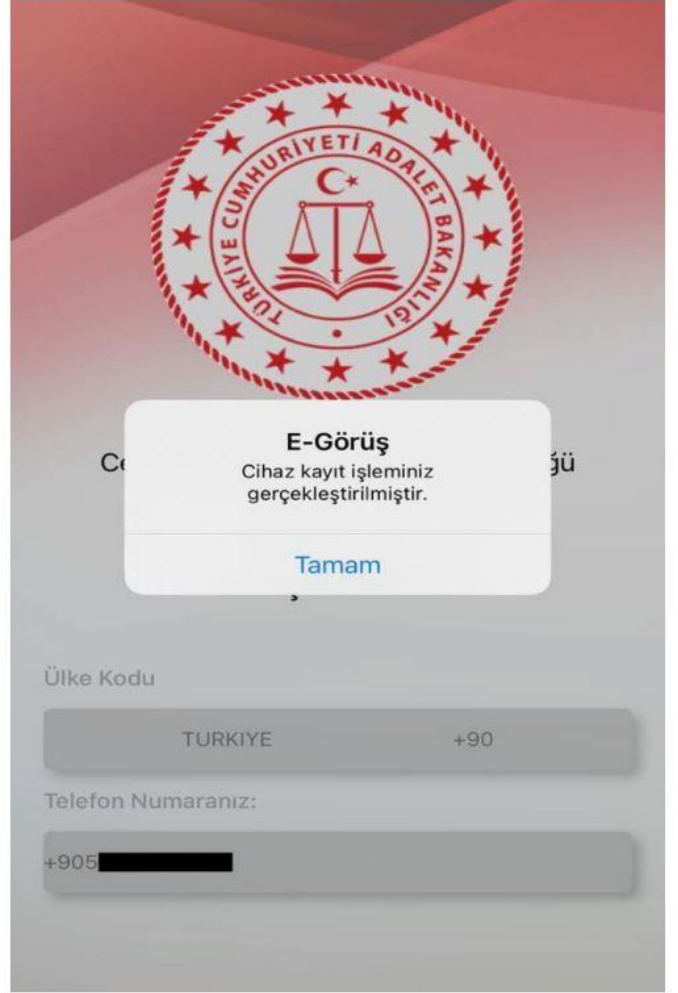 TÜRKİYE CUMHURİYETİ ADALET BAKANLIĞI
E-Görüş
Cihaz kayıt işleminiz
gerçekleştirilmiştir.
Tamam
Ülke Kodu
TURKIYE +90
Telefon Numaranız:
+905